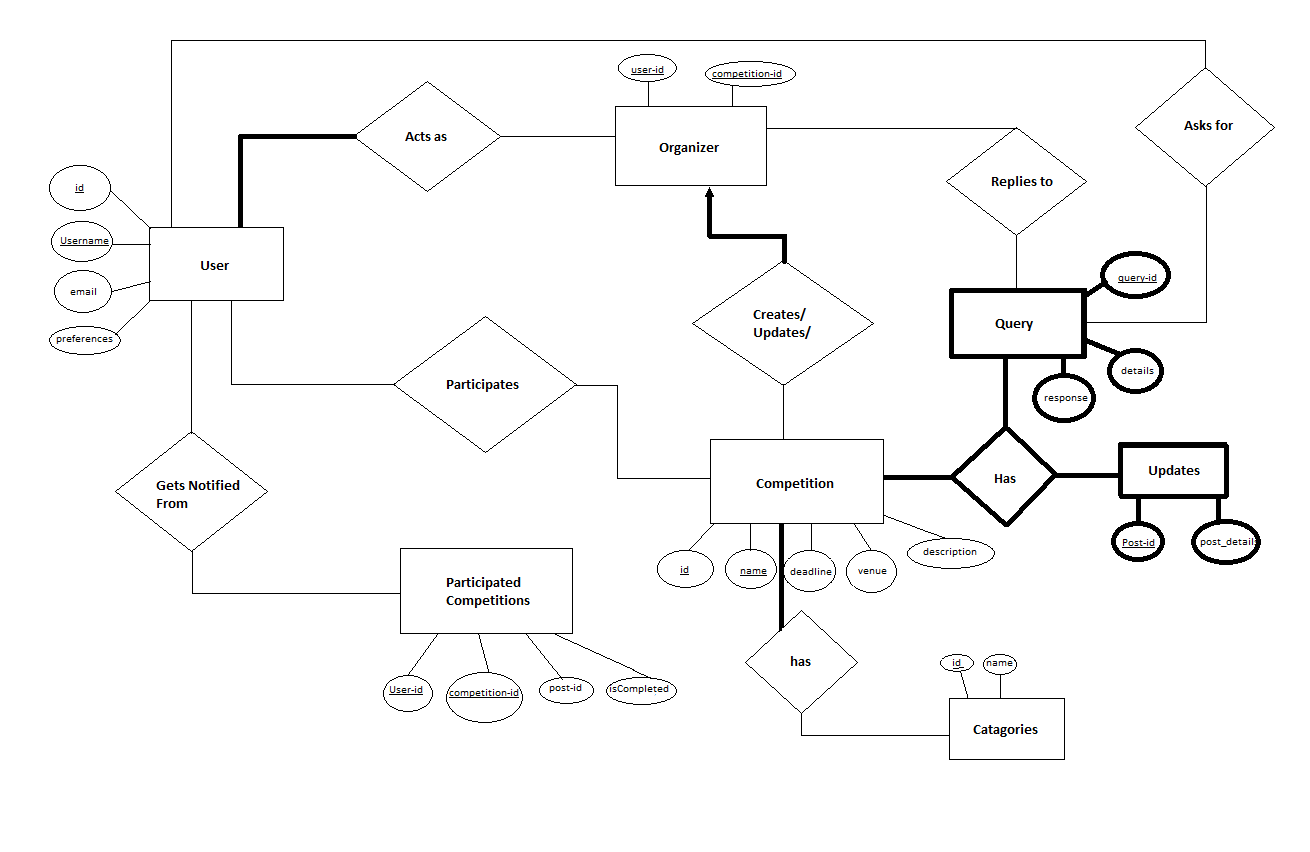 user-id
competition-id
Acts as
Organizer
Asks for
Replies to
id
Username
email
preferences
User
query-id
Query
details
response
Creates/
Updates/
Participates
Gets Notified
From
Competition
Has
Updates
Post-id
post_details
id
name
deadline
venue
description
Participated
Competitions
User-id
competition-id
post-id
isCompleted
has
id
name
Catagories